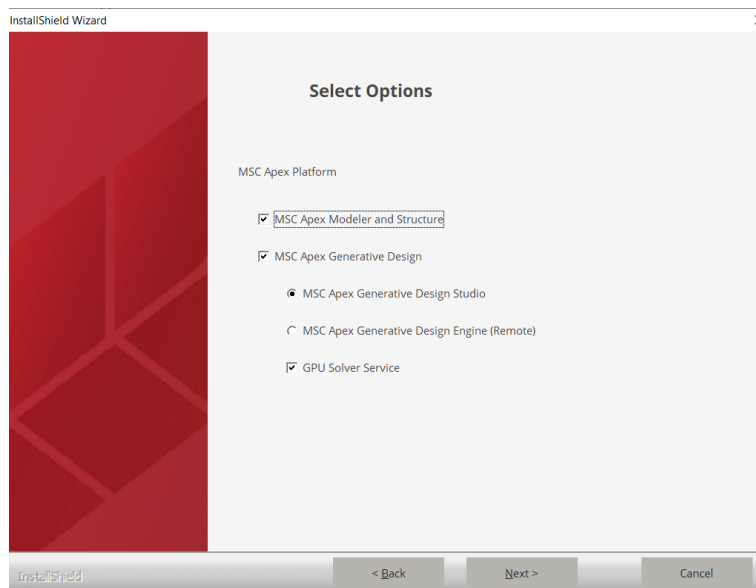 InstallShield Wizard
Select Options
MSC Apex Platform
MSC Apex Modeler and Structure
MSC Apex Generative Design
MSC Apex Generative Design Studio
MSC Apex Generative Design Engine (Remote)
GPU Solver Service
InstallShield
< Back
Next >
Cancel